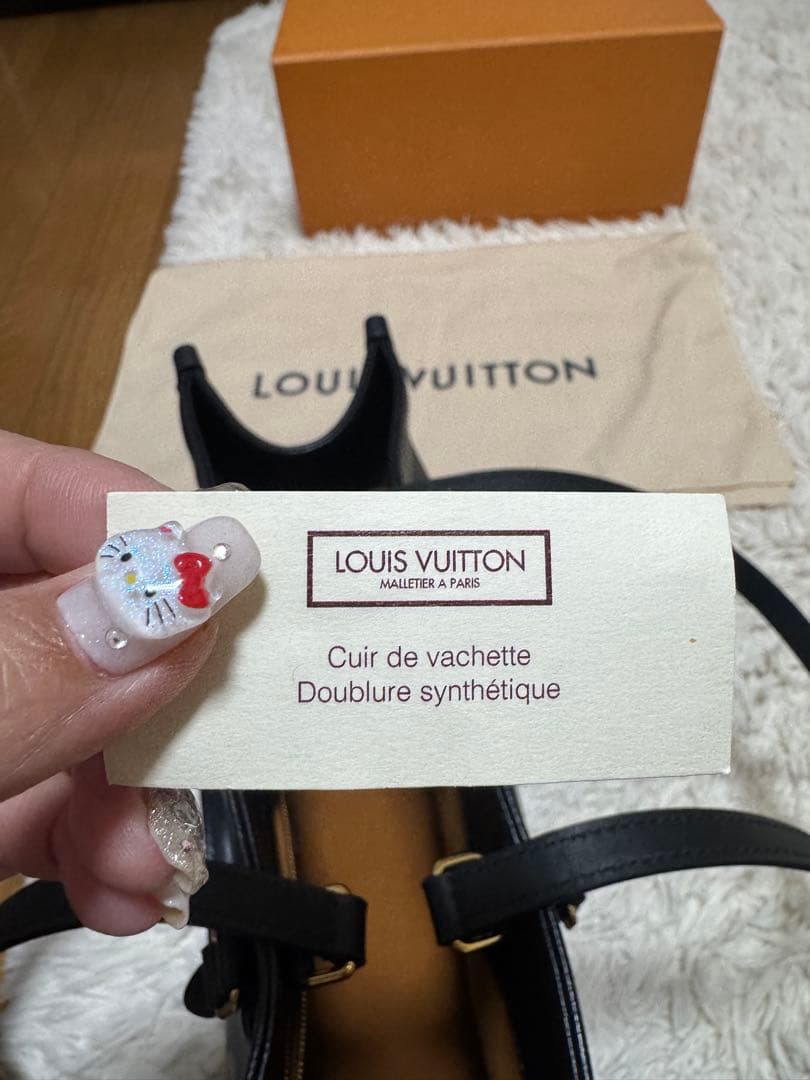 LOUIS VUITTON
LOUIS VUITTON
MALLETIER A PARIS
Cuir de vachette
Doublure synthétique